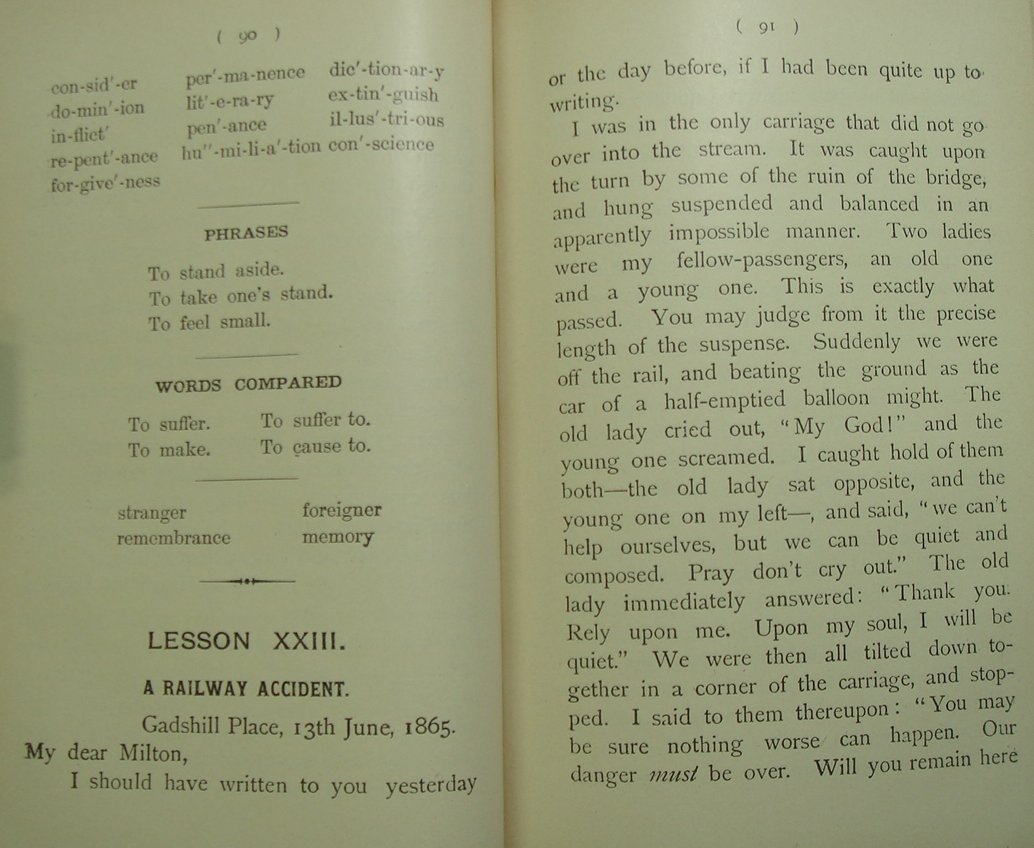 ( 90 )
con-sid'-er per'-ma-nence dic'-tion-ar-y
do-min'-ion lit'-e-ra-ry ex-tin'-guish
in-flict' pen'-ance il-lus'-tri-ous
re-pent'-ance hu"-mi-li-a'-tion con'-science
for-give'-ness
PHRASES
To stand aside.
To take one's stand.
To feel small.
WORDS COMPARED
To suffer. To suffer to.
To make. To cause to.
stranger foreigner
remembrance memory
LESSON XXIII.
A RAILWAY ACCIDENT.
Gadshill Place, 13th June, 1865.
My dear Milton,
I should have written to you yesterday
( 91 )
or the day before, if I had been quite up to
writing.
I was in the only carriage that did not go
over into the stream. It was caught upon
the turn by some of the ruin of the bridge,
and hung suspended and balanced in an
apparently impossible manner. Two ladies
were my fellow-passengers, an old one
and a young one. This is exactly what
passed. You may judge from it the precise
length of the suspense. Suddenly we were
off the rail, and beating the ground as the
car of a half-emptied balloon might. The
old lady cried out, "My God!" and the
young one screamed. I caught hold of them
both—the old lady sat opposite, and the
young one on my left—, and said, "we can't
help ourselves, but we can be quiet and
composed. Pray don't cry out." The old
lady immediately answered: "Thank you.
Rely upon me. Upon my soul, I will be
quiet." We were then all tilted down to-
gether in a corner of the carriage, and stop-
ped. I said to them thereupon: "You may
be sure nothing worse can happen. Our
danger must be over. Will you remain here